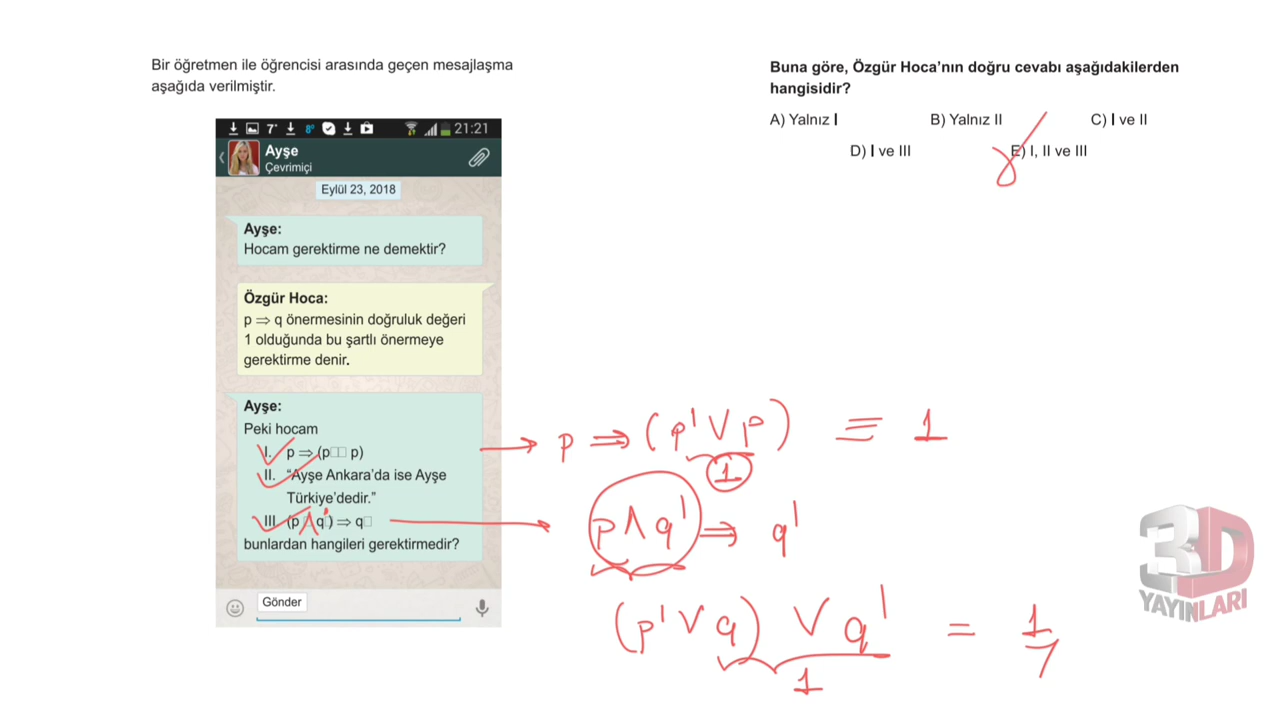 Bir öğretmen ile öğrencisi arasında geçen mesajlaşma
aşağıda verilmiştir.
7° 8° 21:21
Ayşe
Çevrimiçi
Eylül 23, 2018
Ayşe:
Hocam gerektirme ne demektir?
Özgür Hoca:
p ⇒ q önermesinin doğruluk değeri
1 olduğunda bu şartlı önermeye
gerektirme denir.
Ayşe:
Peki hocam
I. p ⇒ (p□□ p)
II. “Ayşe Ankara’da ise Ayşe
Türkiye’dedir.”
III. (p ∧ q') ⇒ q□
bunlardan hangileri gerektirmedir?
Gönder
Buna göre, Özgür Hoca’nın doğru cevabı aşağıdakilerden
hangisidir?
A) Yalnız I B) Yalnız II C) I ve II
D) I ve III E) I, II ve III
p ⇒ (p' ∨ p) ≡ 1
1
p ∧ q' ⇒ q'
(p' ∨ q) ∨ q' = 1
1
3D
YAYINLARI